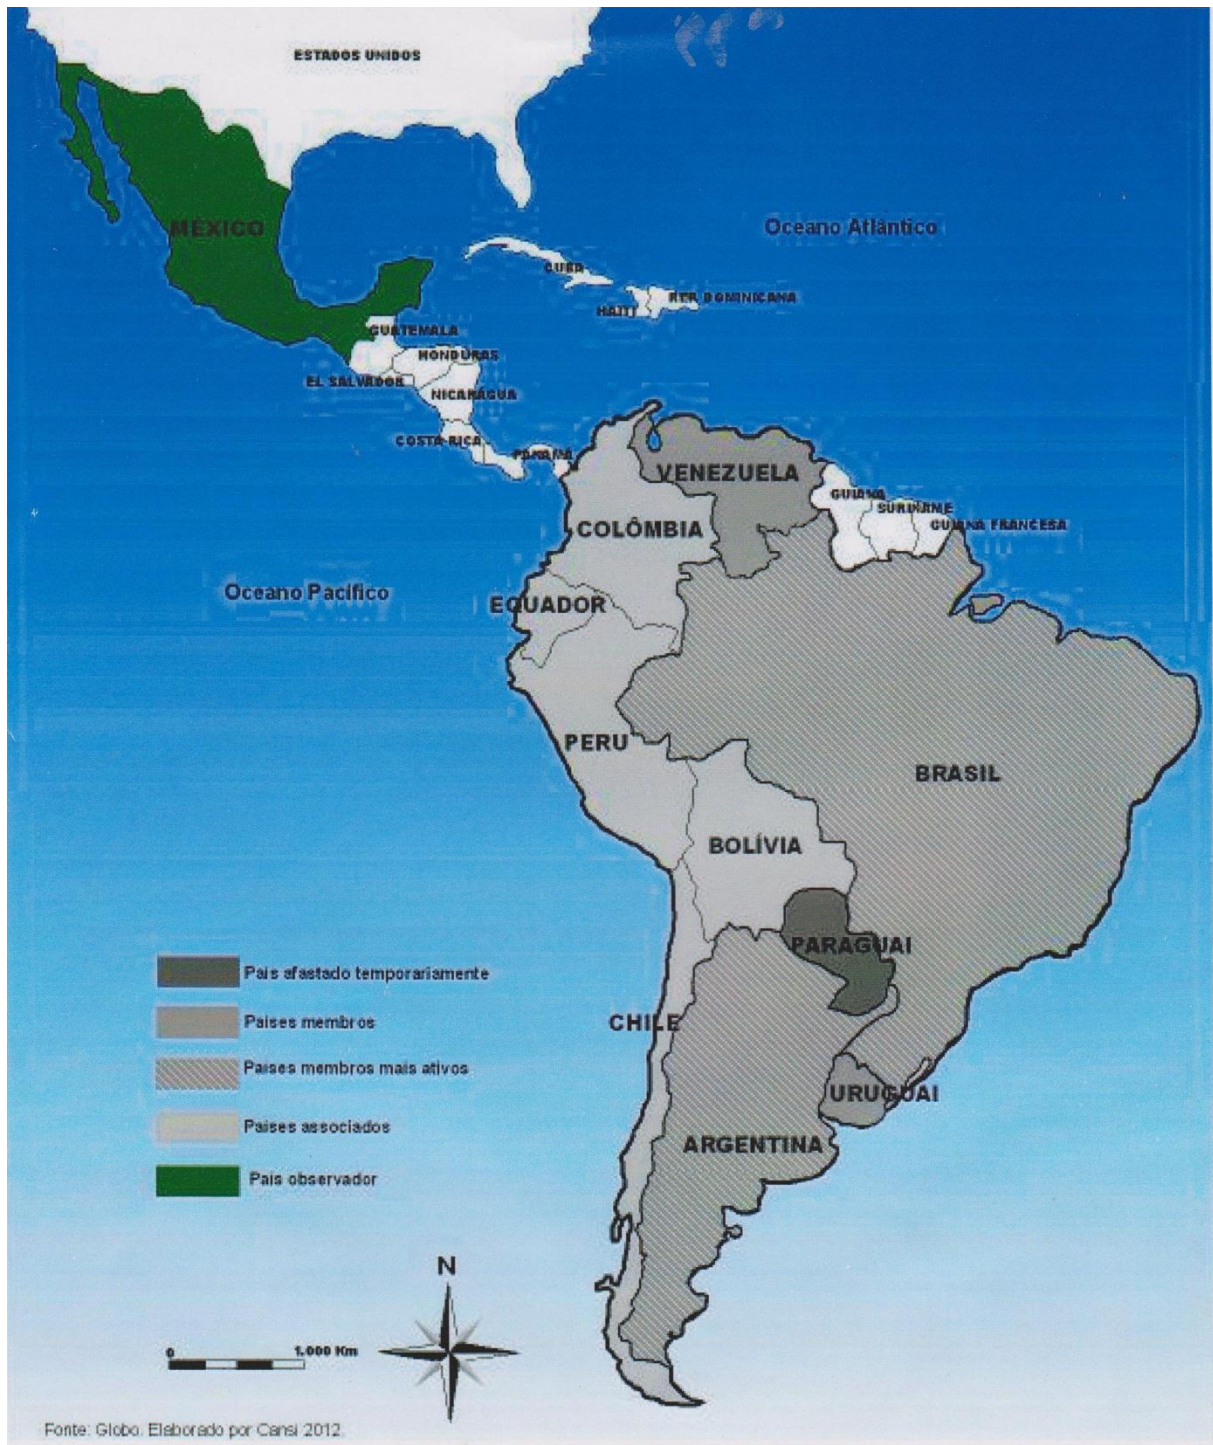 ESTADOS UNIDOS
MÉXICO
Oceano Atlântico
CUBA
HAITI
REP. DOMINICANA
GUATEMALA
HONDURAS
EL SALVADOR
NICARÁGUA
COSTA RICA
PANAMÁ
VENEZUELA
GUIANA
SURINAME
GUIANA FRANCESA
COLÔMBIA
Oceano Pacífico
EQUADOR
PERU
BRASIL
BOLÍVIA
PARAGUAI
CHILE
URUGUAI
ARGENTINA
País afastado temporariamente
Países membros
Países membros mais ativos
Países associados
País observador
N
0 1.000 Km
Fonte: Globo. Elaborado por Cansi 2012.